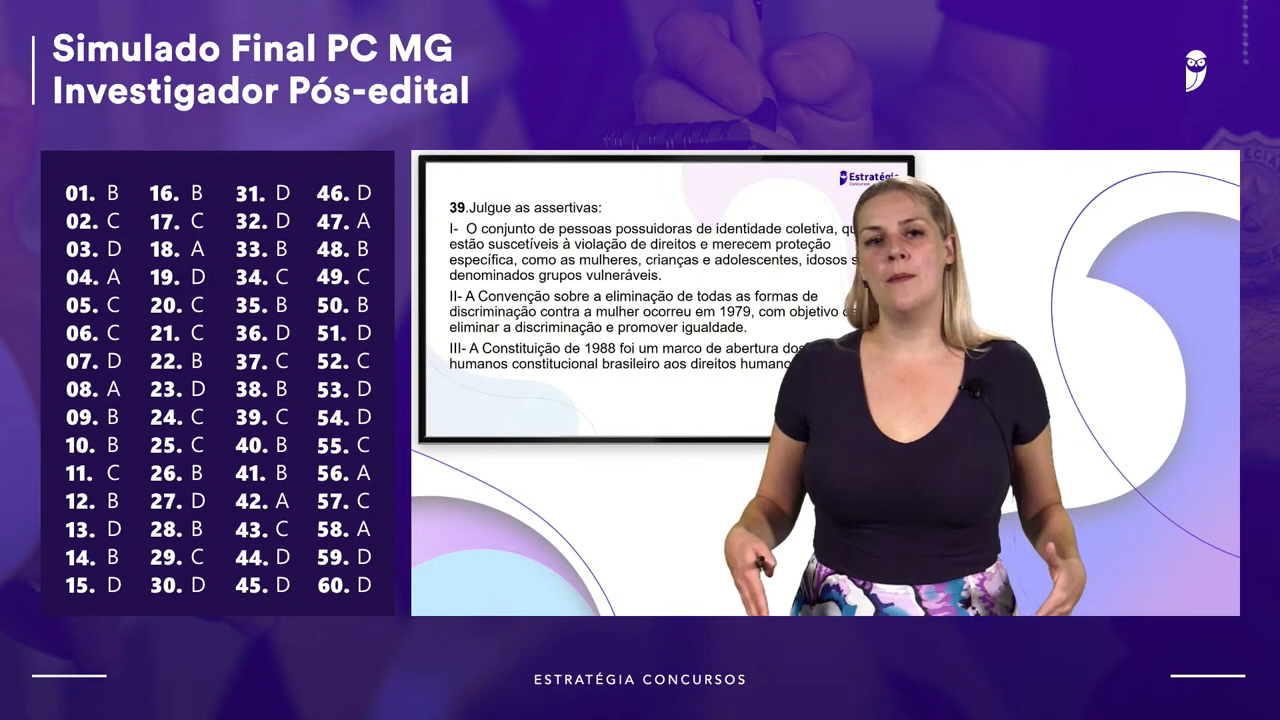 Simulado Final PC MG
Investigador Pós-edital
01. B 16. B 31. D 46. D
02. C 17. C 32. D 47. A
03. D 18. A 33. B 48. B
04. A 19. D 34. C 49. C
05. C 20. C 35. B 50. B
06. C 21. C 36. D 51. D
07. D 22. B 37. C 52. C
08. A 23. D 38. B 53. D
09. B 24. C 39. C 54. D
10. B 25. C 40. B 55. C
11. C 26. B 41. B 56. A
12. B 27. D 42. A 57. C
13. D 28. B 43. C 58. A
14. B 29. C 44. D 59. D
15. D 30. D 45. D 60. D
Estratégia
Concursos
39.Julgue as assertivas:
I- O conjunto de pessoas possuidoras de identidade coletiva,
estão suscetíveis à violação de direitos e merecem proteção
específica, como as mulheres, crianças e adolescentes, idosos
denominados grupos vulneráveis.
II- A Convenção sobre a eliminação de todas as formas de
discriminação contra a mulher ocorreu em 1979, com objetivo
eliminar a discriminação e promover igualdade.
III- A Constituição de 1988 foi um marco de abertura
humanos constitucional brasileiro aos direitos
ESTRATÉGIA CONCURSOS